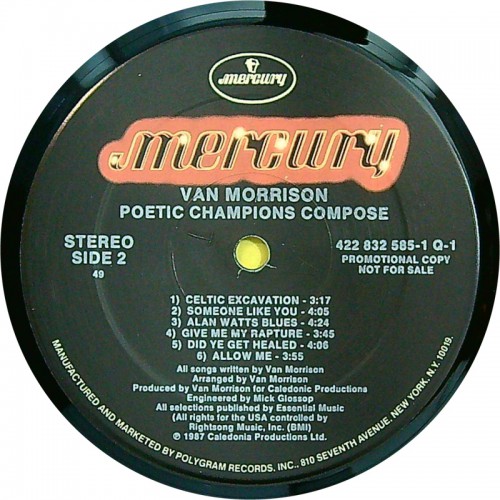 mercury
mercury
VAN MORRISON
POETIC CHAMPIONS COMPOSE
STEREO
SIDE 2
49
422 832 585-1 Q-1
PROMOTIONAL COPY
NOT FOR SALE
1) CELTIC EXCAVATION - 3:17
2) SOMEONE LIKE YOU - 4:05
3) ALAN WATTS BLUES - 4:24
4) GIVE ME MY RAPTURE - 3:45
5) DID YE GET HEALED - 4:06
6) ALLOW ME - 3:55
All songs written by Van Morrison
Arranged by Van Morrison
Produced by Van Morrison for Caledonic Productions
Engineered by Mick Glossop
All selections published by Essential Music
(All rights for the USA controlled by
Rightsong Music, Inc. (BMI)
℗ 1987 Caledonia Productions Ltd.
MANUFACTURED AND MARKETED BY POLYGRAM RECORDS, INC., 810 SEVENTH AVENUE, NEW YORK, N.Y. 10019.